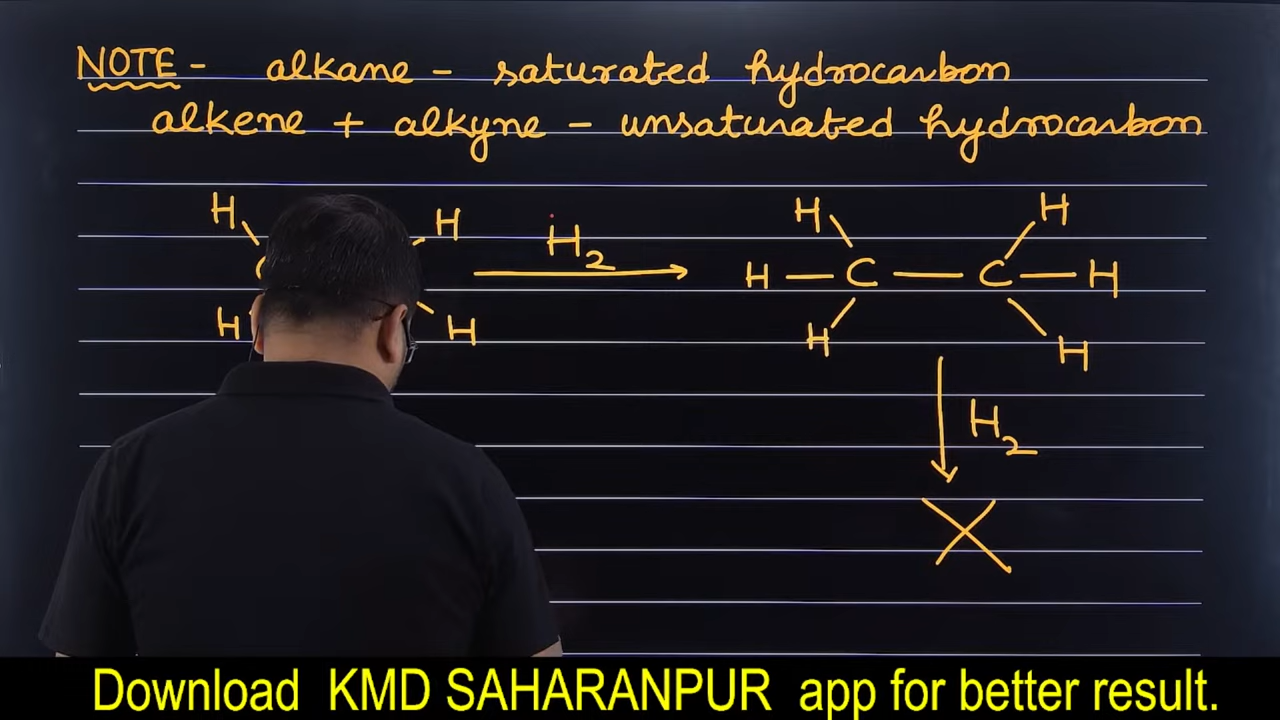 NOTE - alkane - saturated hydrocarbon
alkene + alkyne - unsaturated hydrocarbon
H H H₂ H H
H C C H
H H H H
H₂
Download KMD SAHARANPUR app for better result.